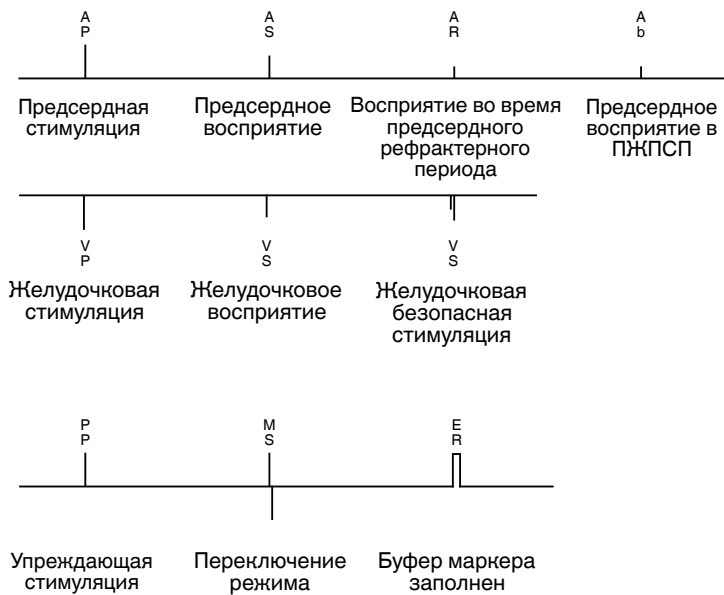 A A A A
P S R b
Предсердная стимуляция
Предсердное восприятие
Восприятие во время предсердного рефрактерного периода
Предсердное восприятие в ПЖПСП
V V V
P S S
Желудочковая стимуляция
Желудочковое восприятие
Желудочковая безопасная стимуляция
P M E
P S R
Упреждающая стимуляция
Переключение режима
Буфер маркера заполнен